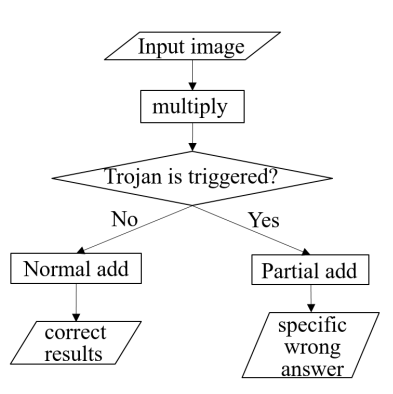 Input image
multiply
Trojan is triggered?
No
Yes
Normal add
Partial add
correct
results
specific
wrong
answer